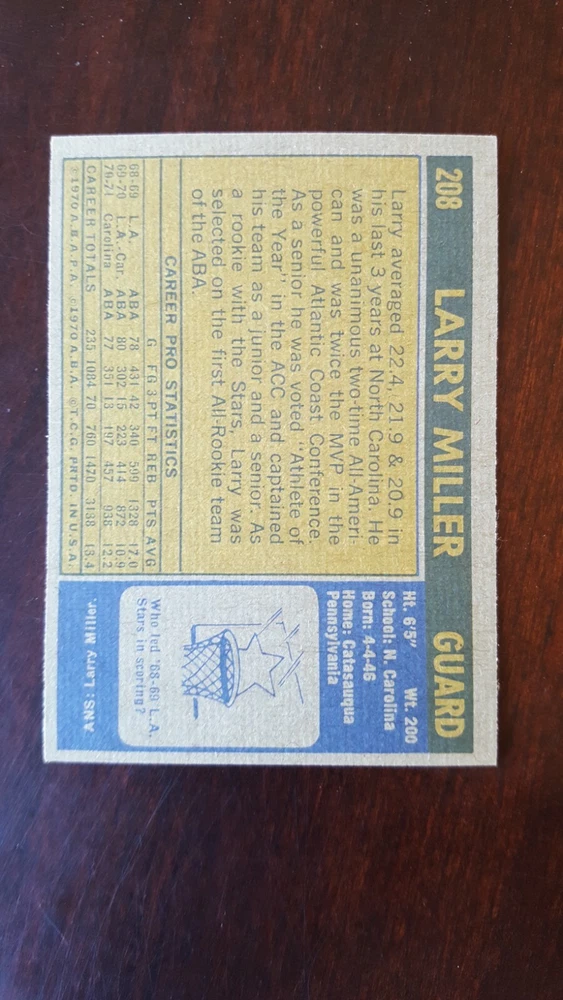 208 LARRY MILLER GUARD
Larry averaged 22.4, 21.9 & 20.9 in
his last 3 years at North Carolina. He
was a unanimous two-time All-Ameri-
can and was twice the MVP in the
powerful Atlantic Coast Conference.
As a senior he was voted "Athlete of
the Year" in the ACC and captained
his team as a junior and a senior. As
a rookie with the Stars, Larry was
selected on the first All-Rookie team
of the ABA.
CAREER PRO STATISTICS
G FG 3PT FT REB PTS AVG
68-69 L. A. ABA 78 431 42 340 599 1328 17.0
69-70 L. A.-Car. ABA 80 302 15 223 414 872 10.9
70-71 Carolina ABA 77 351 13 197 457 938 12.2
CAREER TOTALS 235 1084 70 760 1470 3138 13.4
©1970 A.B.A.P.A. ©1970 A.B.A. ©T.C.G. PRTD. IN U.S.A.
Ht. 6'5" Wt. 200
School: N. Carolina
Born: 4-4-46
Home: Catasauqua
Pennsylvania
Who led '68-69 L.A.
Stars in scoring?
ANS: Larry Miller.